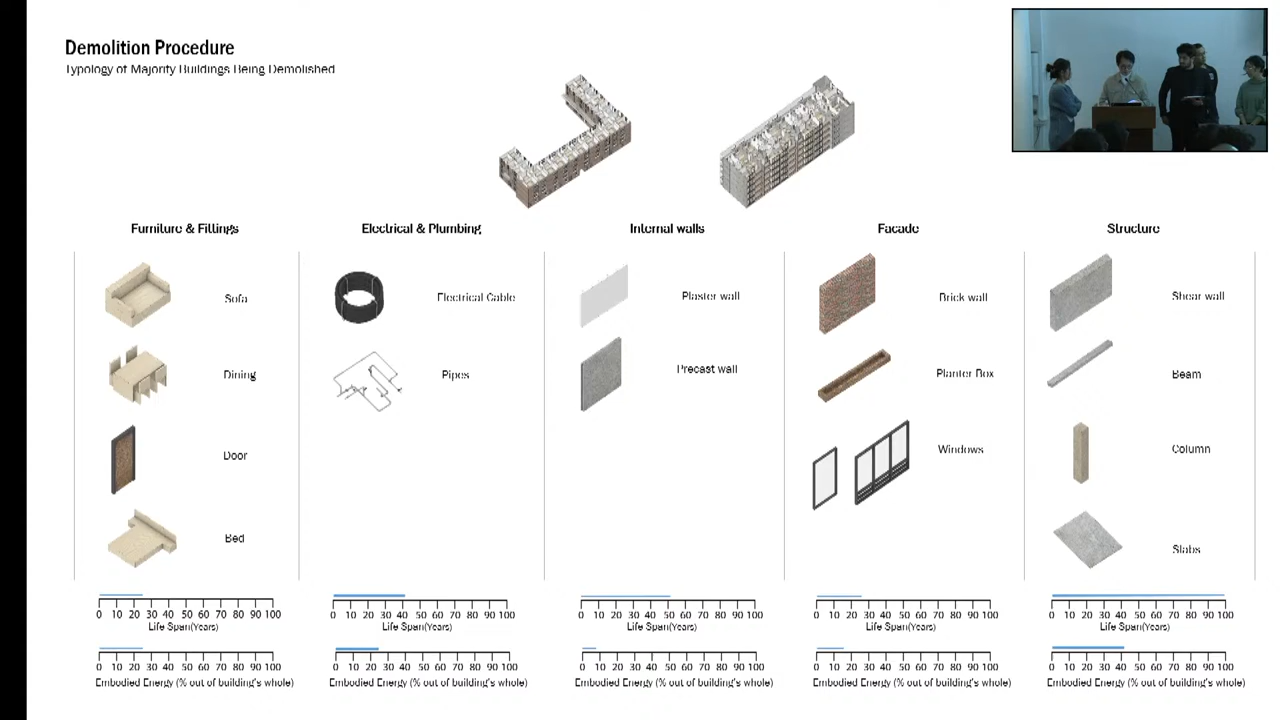 Demolition Procedure
Typology of Majority Buildings Being Demolished
Furniture & Fillings
Electrical & Plumbing
Internal walls
Facade
Structure
Sofa
Electrical Cable
Plaster wall
Brick wall
Shear wall
Dining
Pipes
Precast wall
Planter Box
Beam
Door
Windows
Column
Bed
Slabs
0 10 20 30 40 50 60 70 80 90 100
Life Span(Years)
0 10 20 30 40 50 60 70 80 90 100
Life Span(Years)
0 10 20 30 40 50 60 70 80 90 100
Life Span(Years)
0 10 20 30 40 50 60 70 80 90 100
Life Span(Years)
0 10 20 30 40 50 60 70 80 90 100
Life Span(Years)
0 10 20 30 40 50 60 70 80 90 100
Embodied Energy (% out of building's whole)
0 10 20 30 40 50 60 70 80 90 100
Embodied Energy (% out of building's whole)
0 10 20 30 40 50 60 70 80 90 100
Embodied Energy (% out of building's whole)
0 10 20 30 40 50 60 70 80 90 100
Embodied Energy (% out of building's whole)
0 10 20 30 40 50 60 70 80 90 100
Embodied Energy (% out of building's whole)